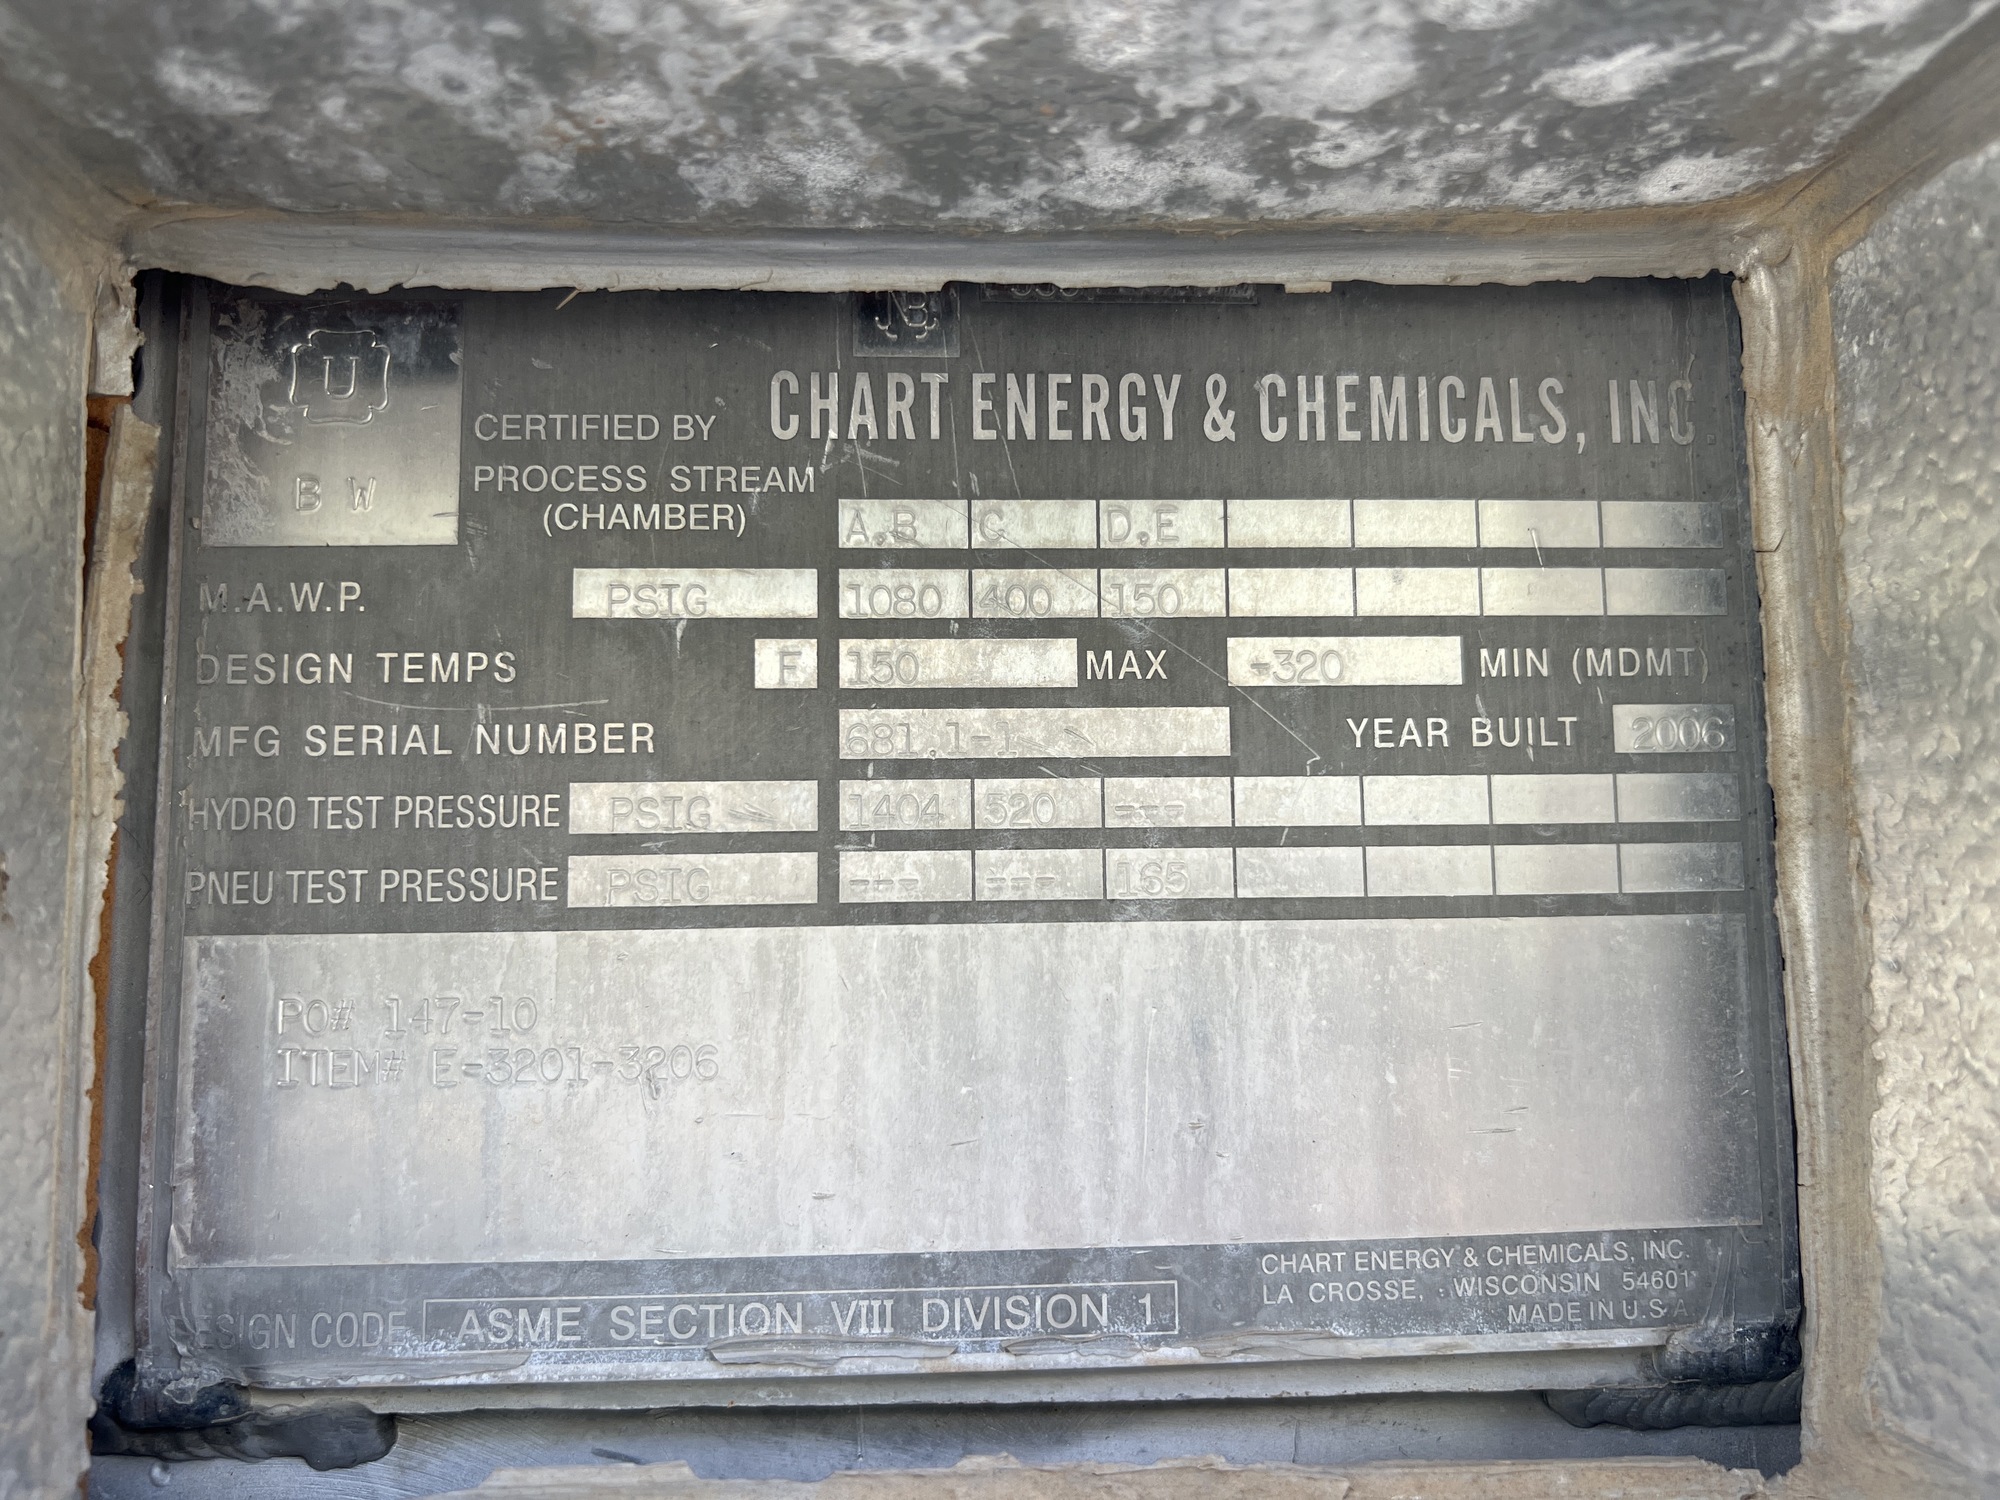 NB
U
CERTIFIED BY CHART ENERGY & CHEMICALS, INC.
B W
PROCESS STREAM
(CHAMBER) A,B C D,E
M.A.W.P. PSIG 1080 400 150
DESIGN TEMPS F 150 MAX -320 MIN (MDMT)
MFG SERIAL NUMBER 681.1-1 YEAR BUILT 2006
HYDRO TEST PRESSURE PSIG 1404 520 ---
PNEU TEST PRESSURE PSIG --- --- 165
PO# 147-10
ITEM# E-3201-3206
DESIGN CODE ASME SECTION VIII DIVISION 1
CHART ENERGY & CHEMICALS, INC.
LA CROSSE, WISCONSIN 54601
MADE IN U.S.A